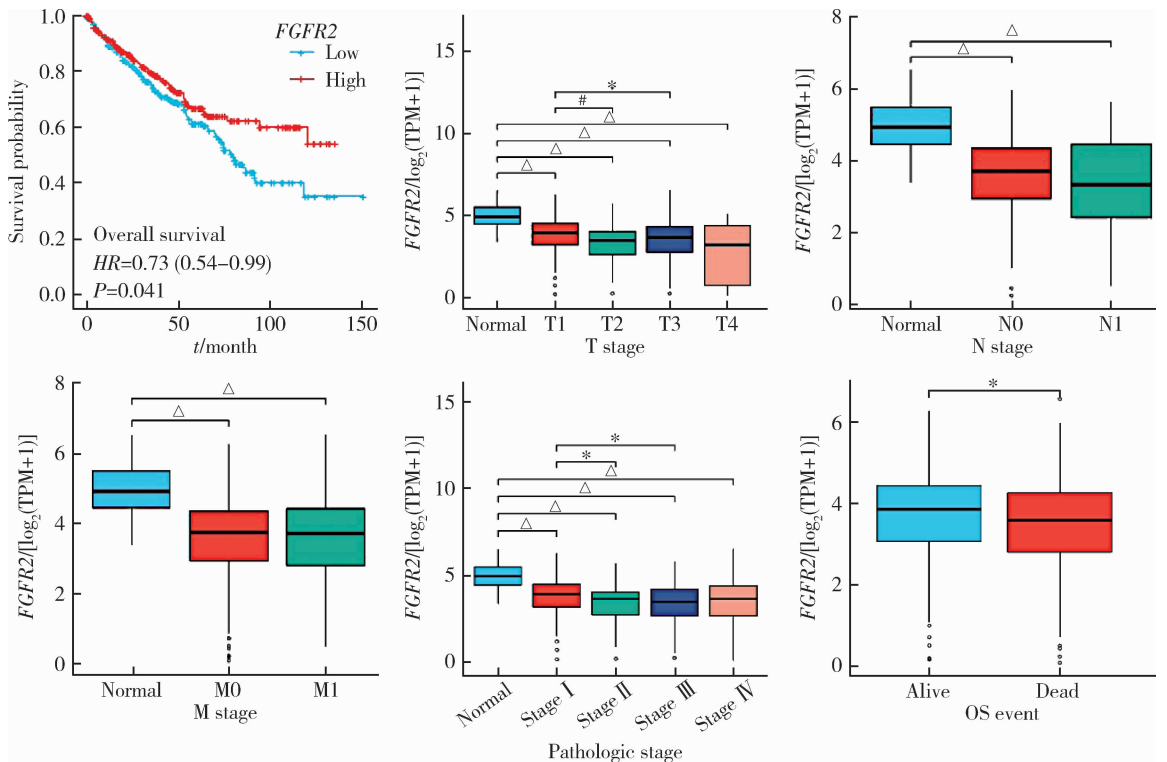 FGFR2
Low
High
Survival probability
1.0
0.8
0.6
0.4
0.2
0.0
Overall survival
HR=0.73 (0.54−0.99)
P=0.041
0
50
100
150
t/month
FGFR2/[log2(TPM+1)]
15
10
5
0
*
#
△
△
△
△
Normal
T1
T2
T3
T4
T stage
FGFR2/[log2(TPM+1)]
8
6
4
2
0
△
△
Normal
N0
N1
N stage
FGFR2/[log2(TPM+1)]
8
6
4
2
0
△
△
Normal
M0
M1
M stage
FGFR2/[log2(TPM+1)]
15
10
5
0
*
*
△
△
△
△
Normal
Stage Ⅰ
Stage Ⅱ
Stage Ⅲ
Stage Ⅳ
Pathologic stage
FGFR2/[log2(TPM+1)]
6
4
2
0
*
Alive
Dead
OS event